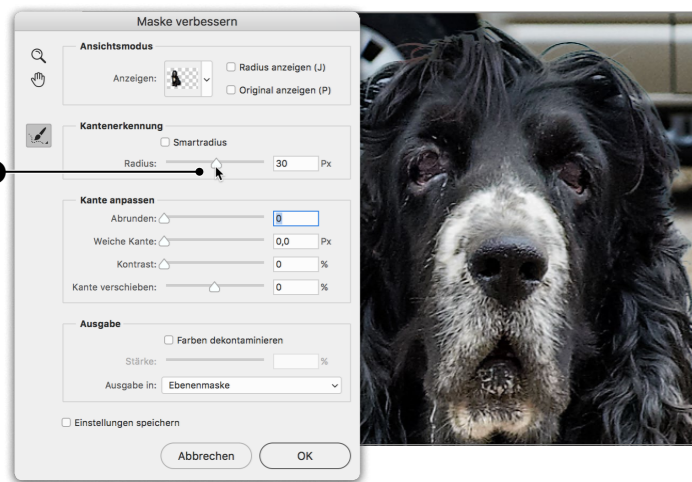 Maske verbessern
Ansichtsmodus
Anzeigen:
Radius anzeigen (J)
Original anzeigen (P)
Kantenerkennung
Smartradius
Radius: 30 Px
Kante anpassen
Abrunden: 0
Weiche Kante: 0,0 Px
Kontrast: 0 %
Kante verschieben: 0 %
Ausgabe
Farben dekontaminieren
Stärke: %
Ausgabe in: Ebenenmaske
Einstellungen speichern
Abbrechen OK